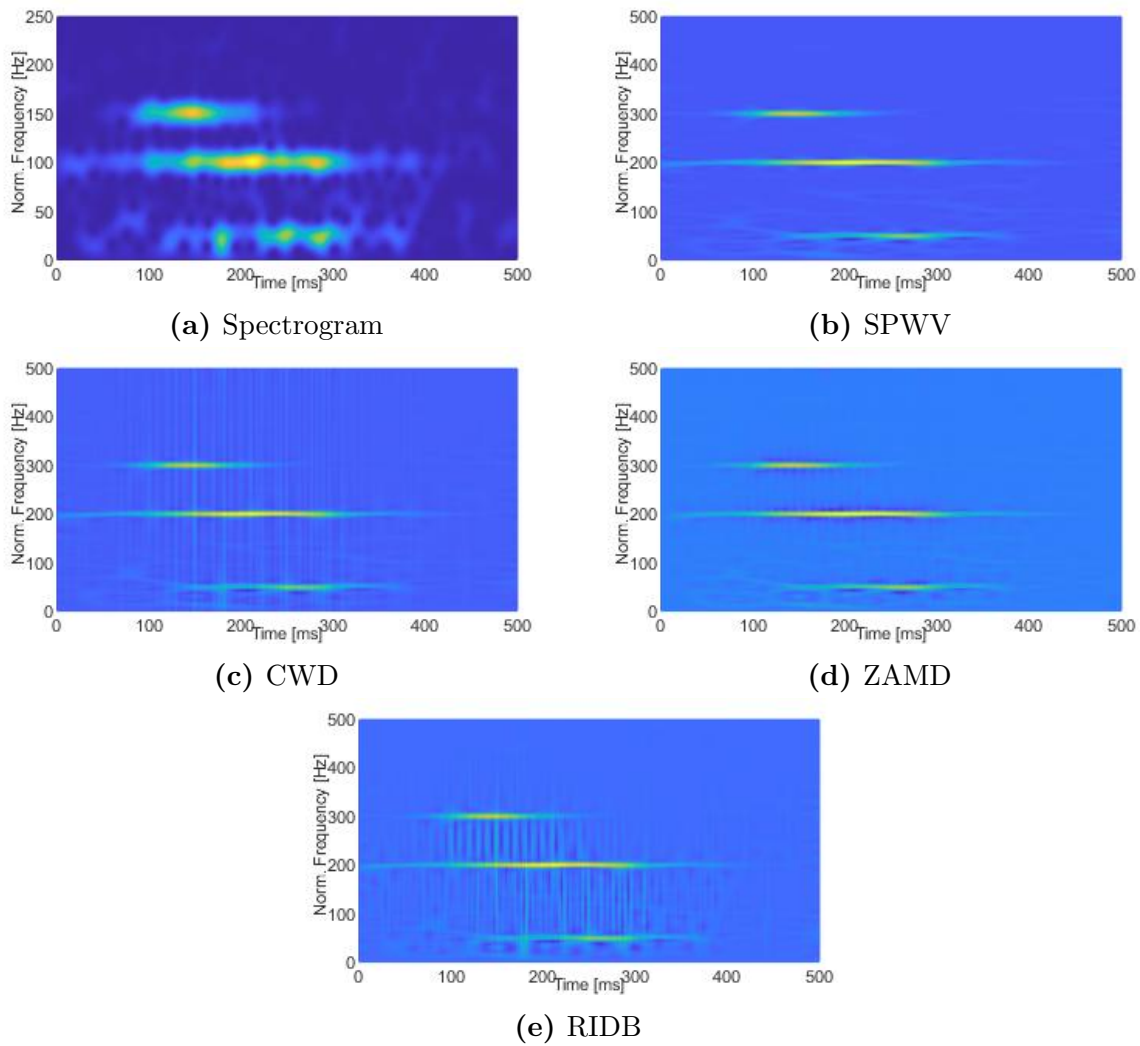 250
200
150
100
50
0
Norm. Frequency [Hz]
0 100 200 300 400 500
Time [ms]
(a) Spectrogram
500
400
300
200
100
0
Norm. Frequency [Hz]
0 100 200 300 400 500
Time [ms]
(b) SPWV
500
400
300
200
100
0
Norm. Frequency [Hz]
0 100 200 300 400 500
Time [ms]
(c) CWD
500
400
300
200
100
0
Norm. Frequency [Hz]
0 100 200 300 400 500
Time [ms]
(d) ZAMD
500
400
300
200
100
0
Norm. Frequency [Hz]
0 100 200 300 400 500
Time [ms]
(e) RIDB